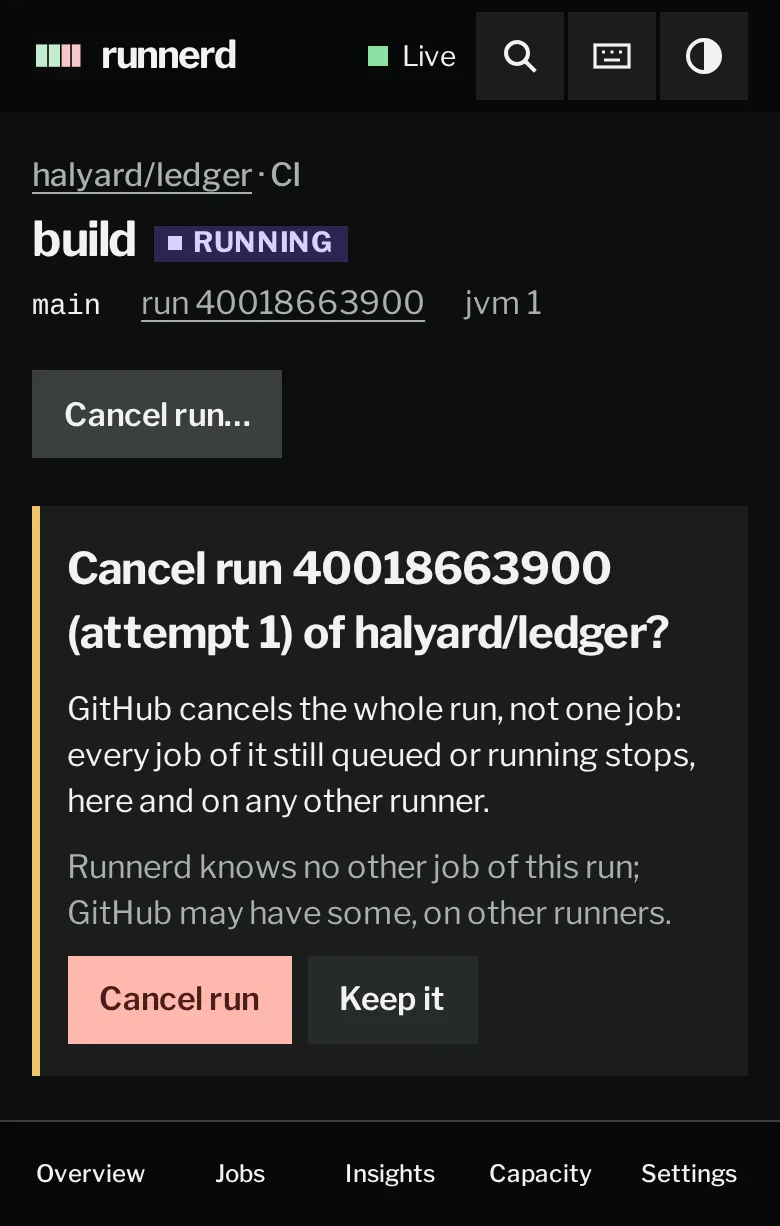 runnerd
Live
halyard/ledger · CI
build RUNNING
main run 40018663900 jvm 1
Cancel run…
Cancel run 40018663900
(attempt 1) of halyard/ledger?
GitHub cancels the whole run, not one job:
every job of it still queued or running stops,
here and on any other runner.
Runnerd knows no other job of this run;
GitHub may have some, on other runners.
Cancel run Keep it
Overview Jobs Insights Capacity Settings